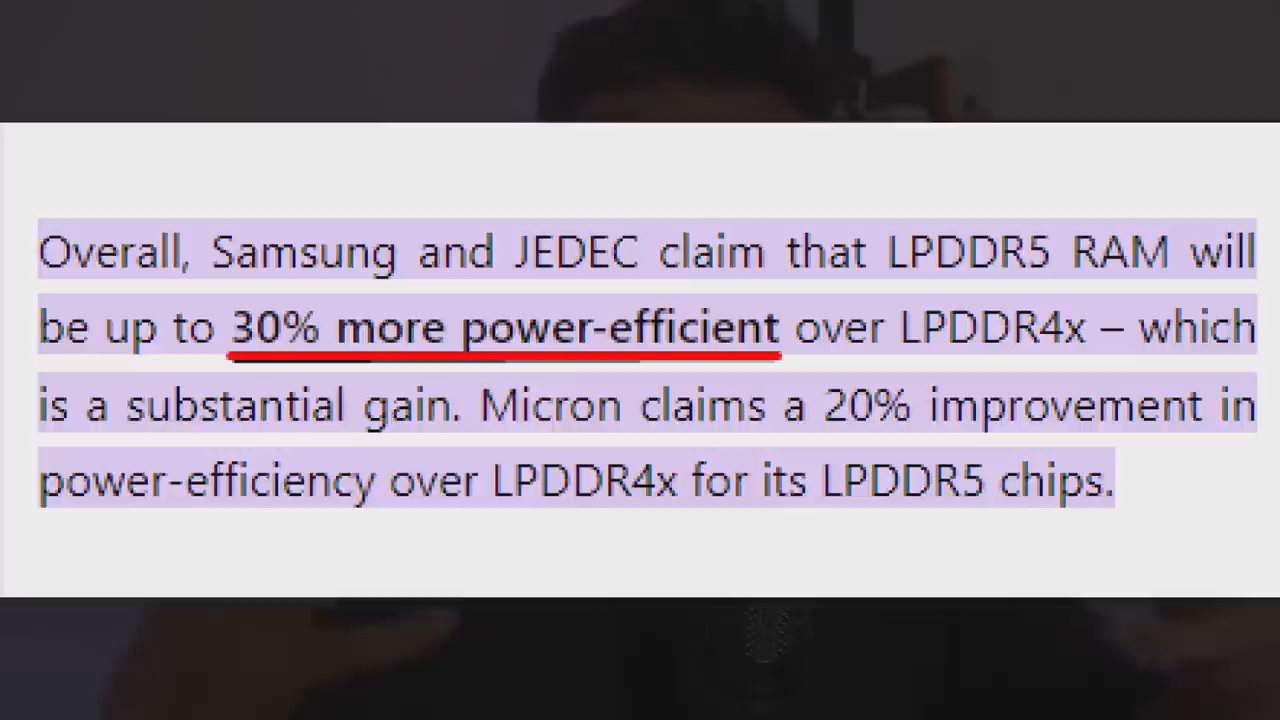 Overall, Samsung and JEDEC claim that LPDDR5 RAM will
be up to 30% more power-efficient over LPDDR4x – which
is a substantial gain. Micron claims a 20% improvement in
power-efficiency over LPDDR4x for its LPDDR5 chips.